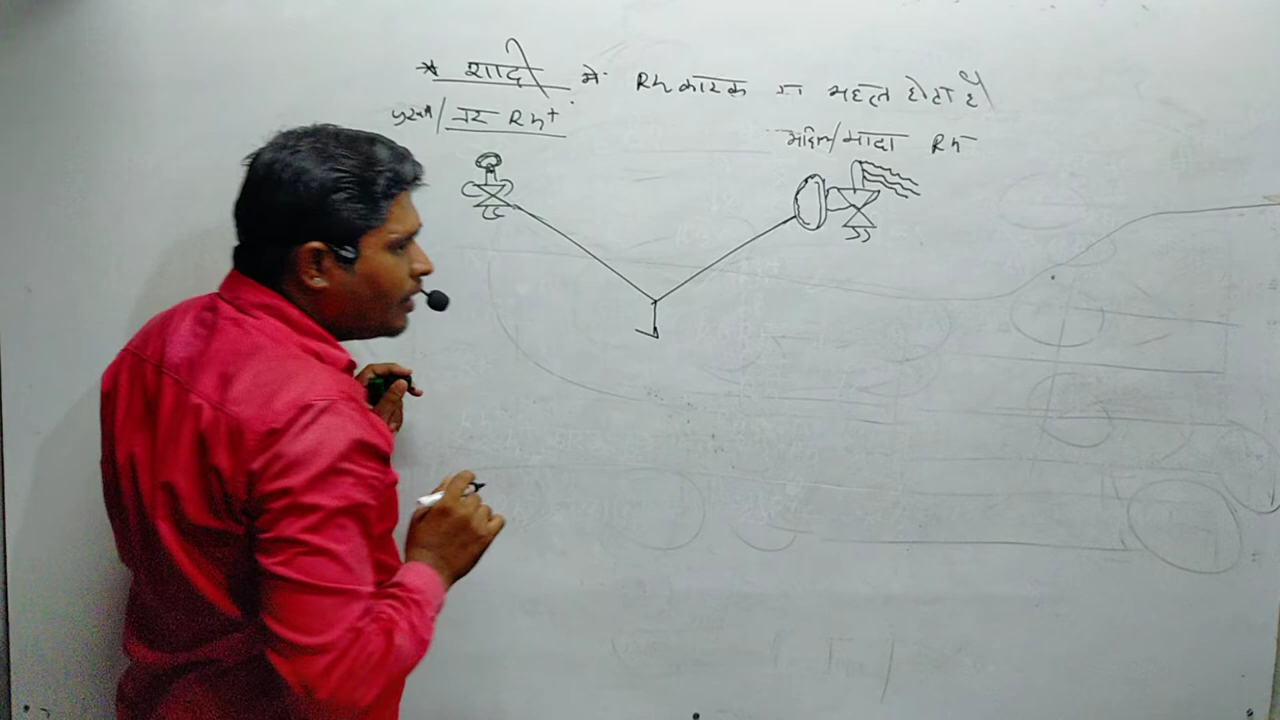 * शादी में Rh कारक का महत्व होता है
पुरुष/नर Rh+
महिला/मादा Rh-